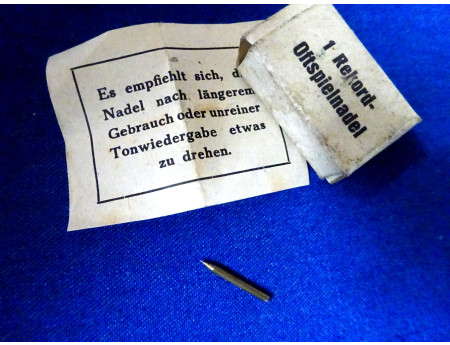 Es empfiehlt sich, d
Nadel nach längerem
Gebrauch oder unreiner
Tonwiedergabe etwas
zu drehen.
1 Rekord-
Oftspielnadel